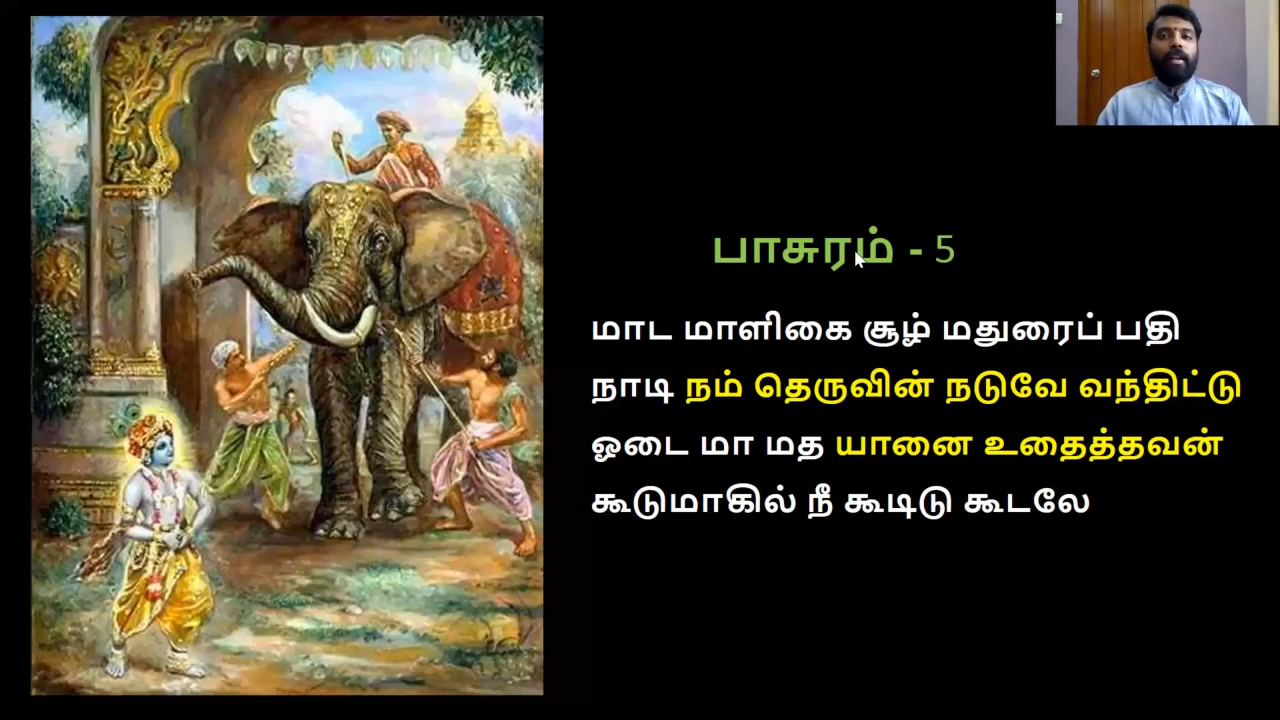 பாசுரம் - 5
மாட மாளிகை சூழ் மதுரைப் பதி
நாடி நம் தெருவின் நடுவே வந்திட்டு
ஓடை மா மத யானை உதைத்தவன்
கூடுமாகில் நீ கூடிடு கூடலே